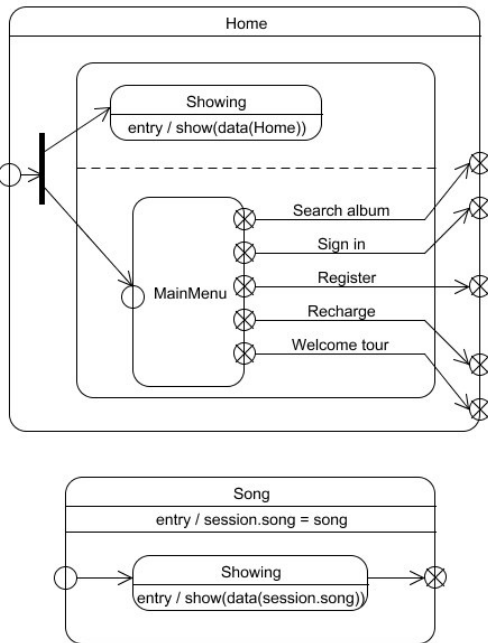 Home
Showing
entry / show(data(Home))
Search album
Sign in
MainMenu
Register
Recharge
Welcome tour
Song
entry / session.song = song
Showing
entry / show(data(session.song))